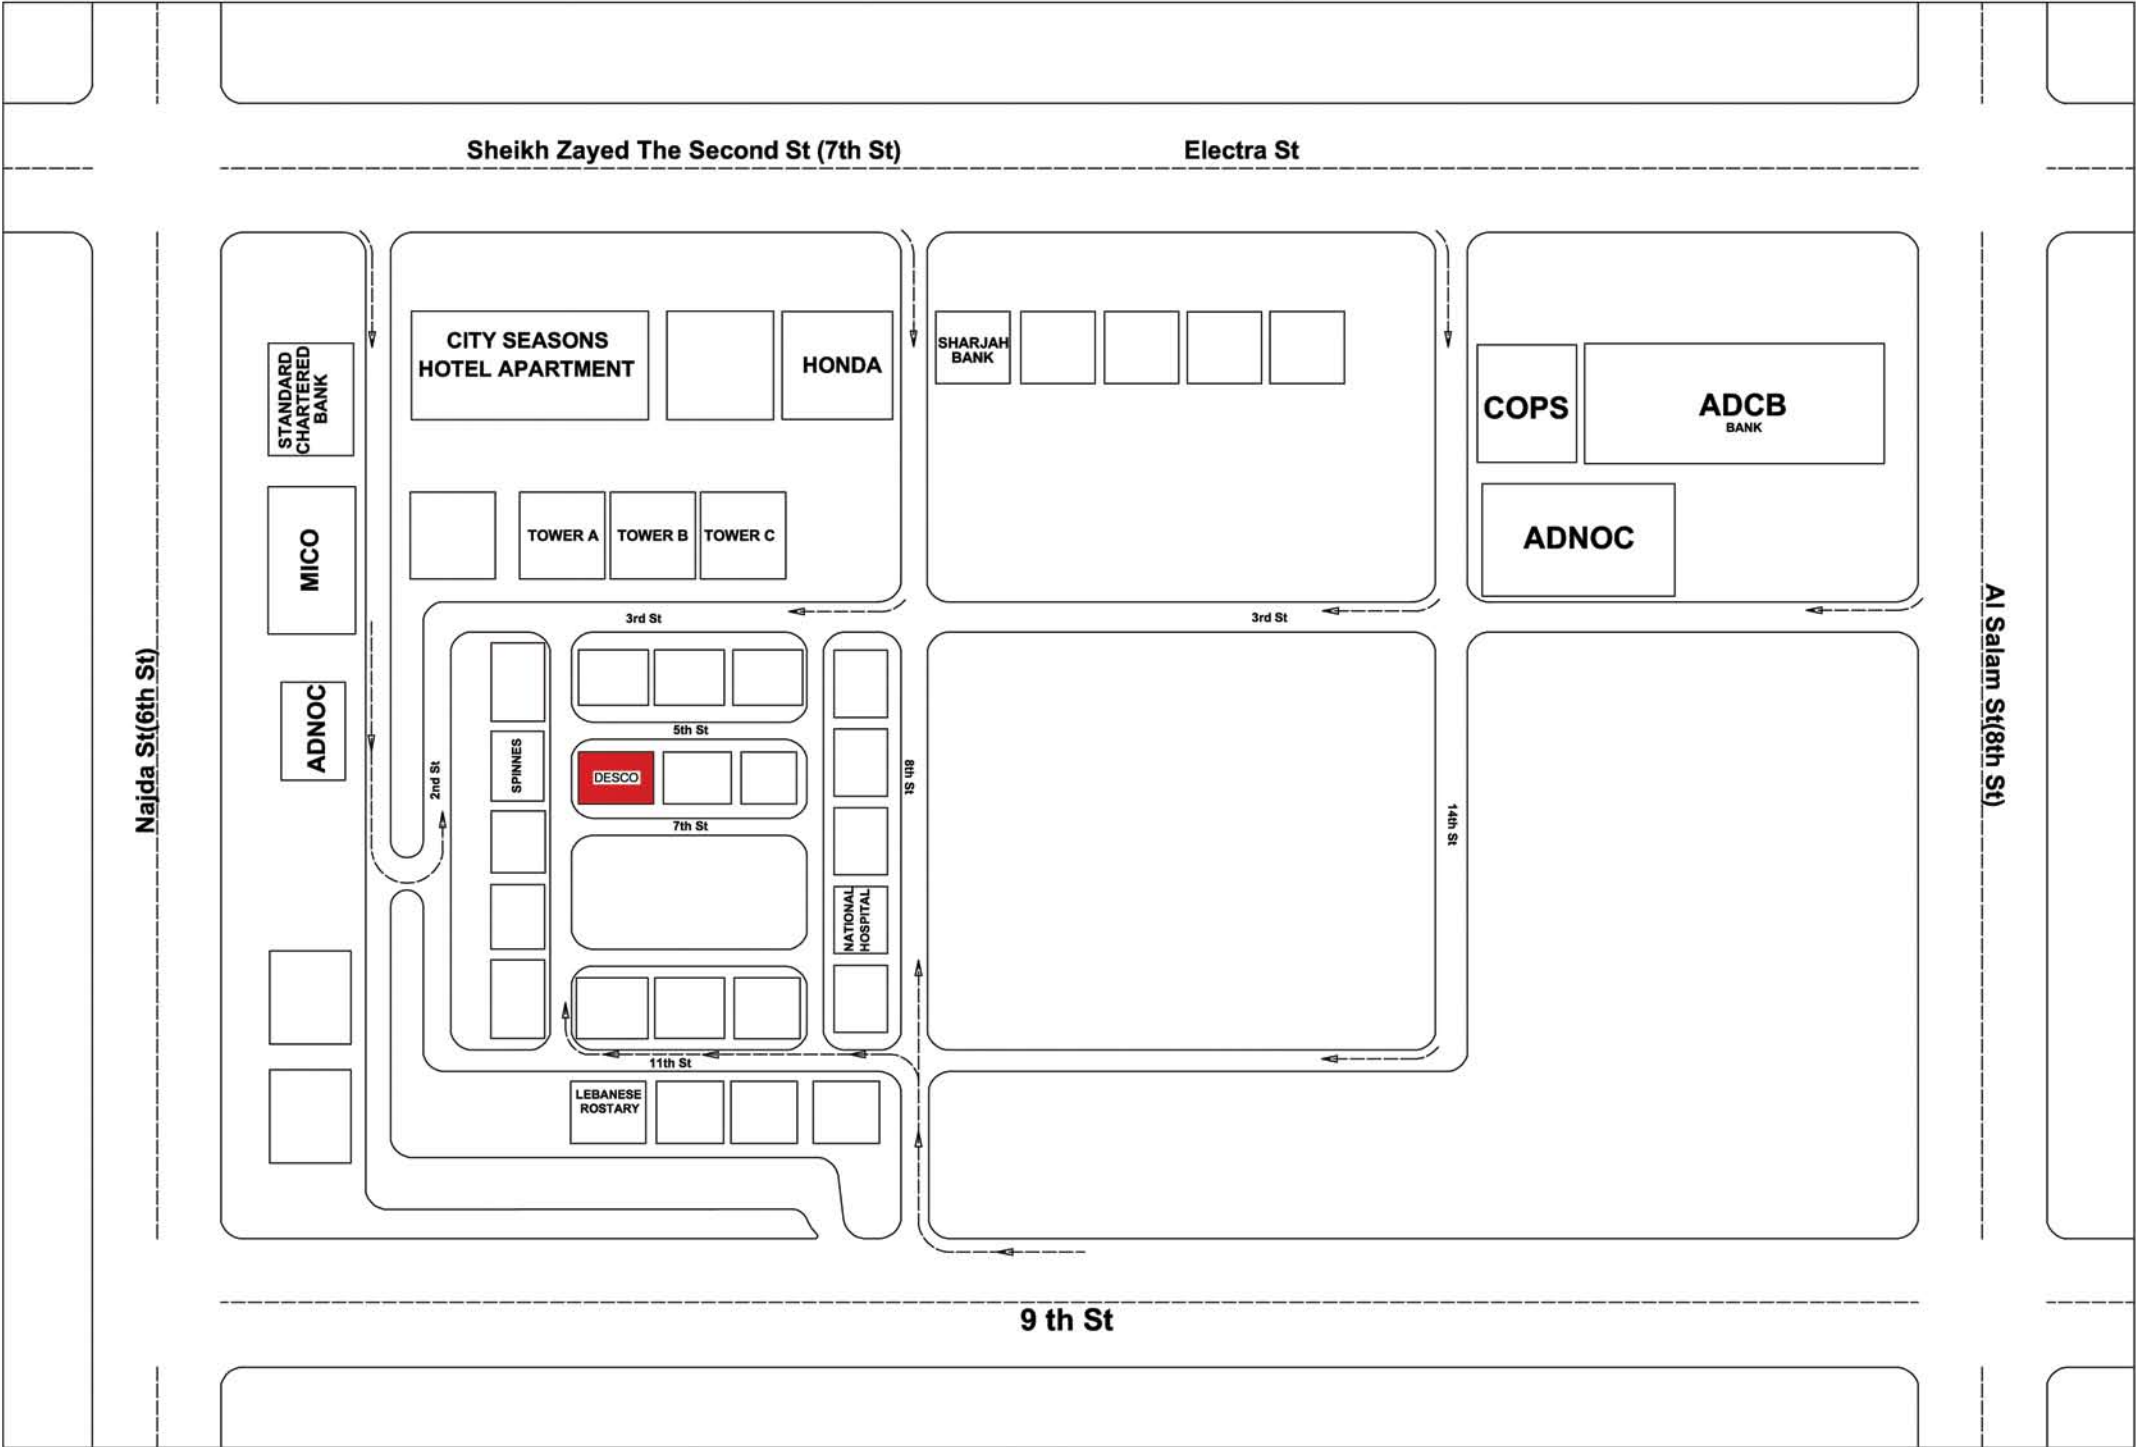 Sheikh Zayed The Second St (7th St)
Electra St
STANDARD
CHARTERED
BANK
CITY SEASONS
HOTEL APARTMENT
HONDA
SHARJAH
BANK
COPS
ADCB
BANK
MICO
TOWER A
TOWER B
TOWER C
ADNOC
3rd St
3rd St
Najda St(6th St)
ADNOC
2nd St
SPINNES
5th St
DESCO
7th St
8th St
14th St
Al Salam St(8th St)
NATIONAL
HOSPITAL
11th St
LEBANESE
ROSTARY
9 th St